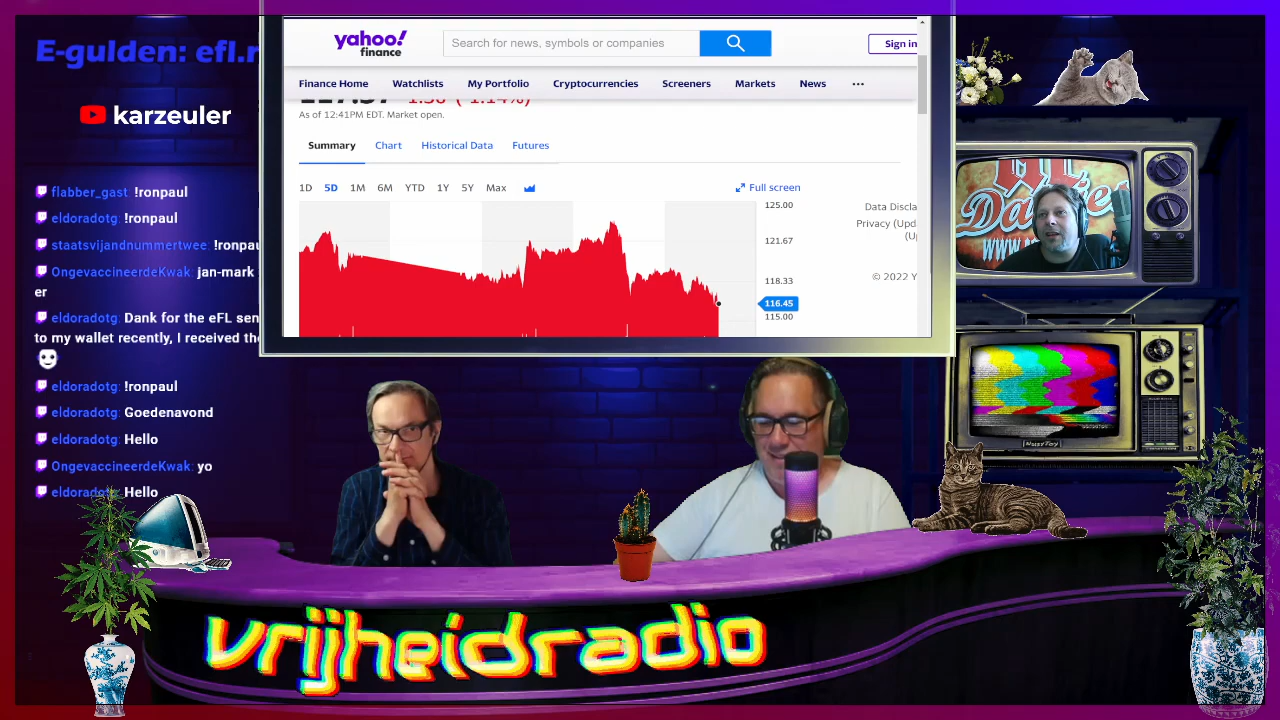 E-gulden: efl.
karzeuler
flabber_gast: !ronpaul
eldoradotg: !ronpaul
staatsvijandnummertwee: !ronpau
OngevaccineerdeKwak: jan-mark
er
eldoradotg: Dank for the eFL sen
to my wallet recently, I received the
eldoradotg: !ronpaul
eldoradotg: Goedenavond
eldoradotg: Hello
OngevaccineerdeKwak: yo
eldoradotg: Hello
yahoo!
finance
Search for news, symbols or companies
Sign in
Finance Home Watchlists My Portfolio Cryptocurrencies Screeners Markets News ...
As of 12:41PM EDT. Market open.
Summary Chart Historical Data Futures
1D 5D 1M 6M YTD 1Y 5Y Max Full screen
125.00
121.67
118.33
116.45
115.00
Data Discla
Privacy (Upd
(U
© 2022 Y
NussToy
vrijheidradio